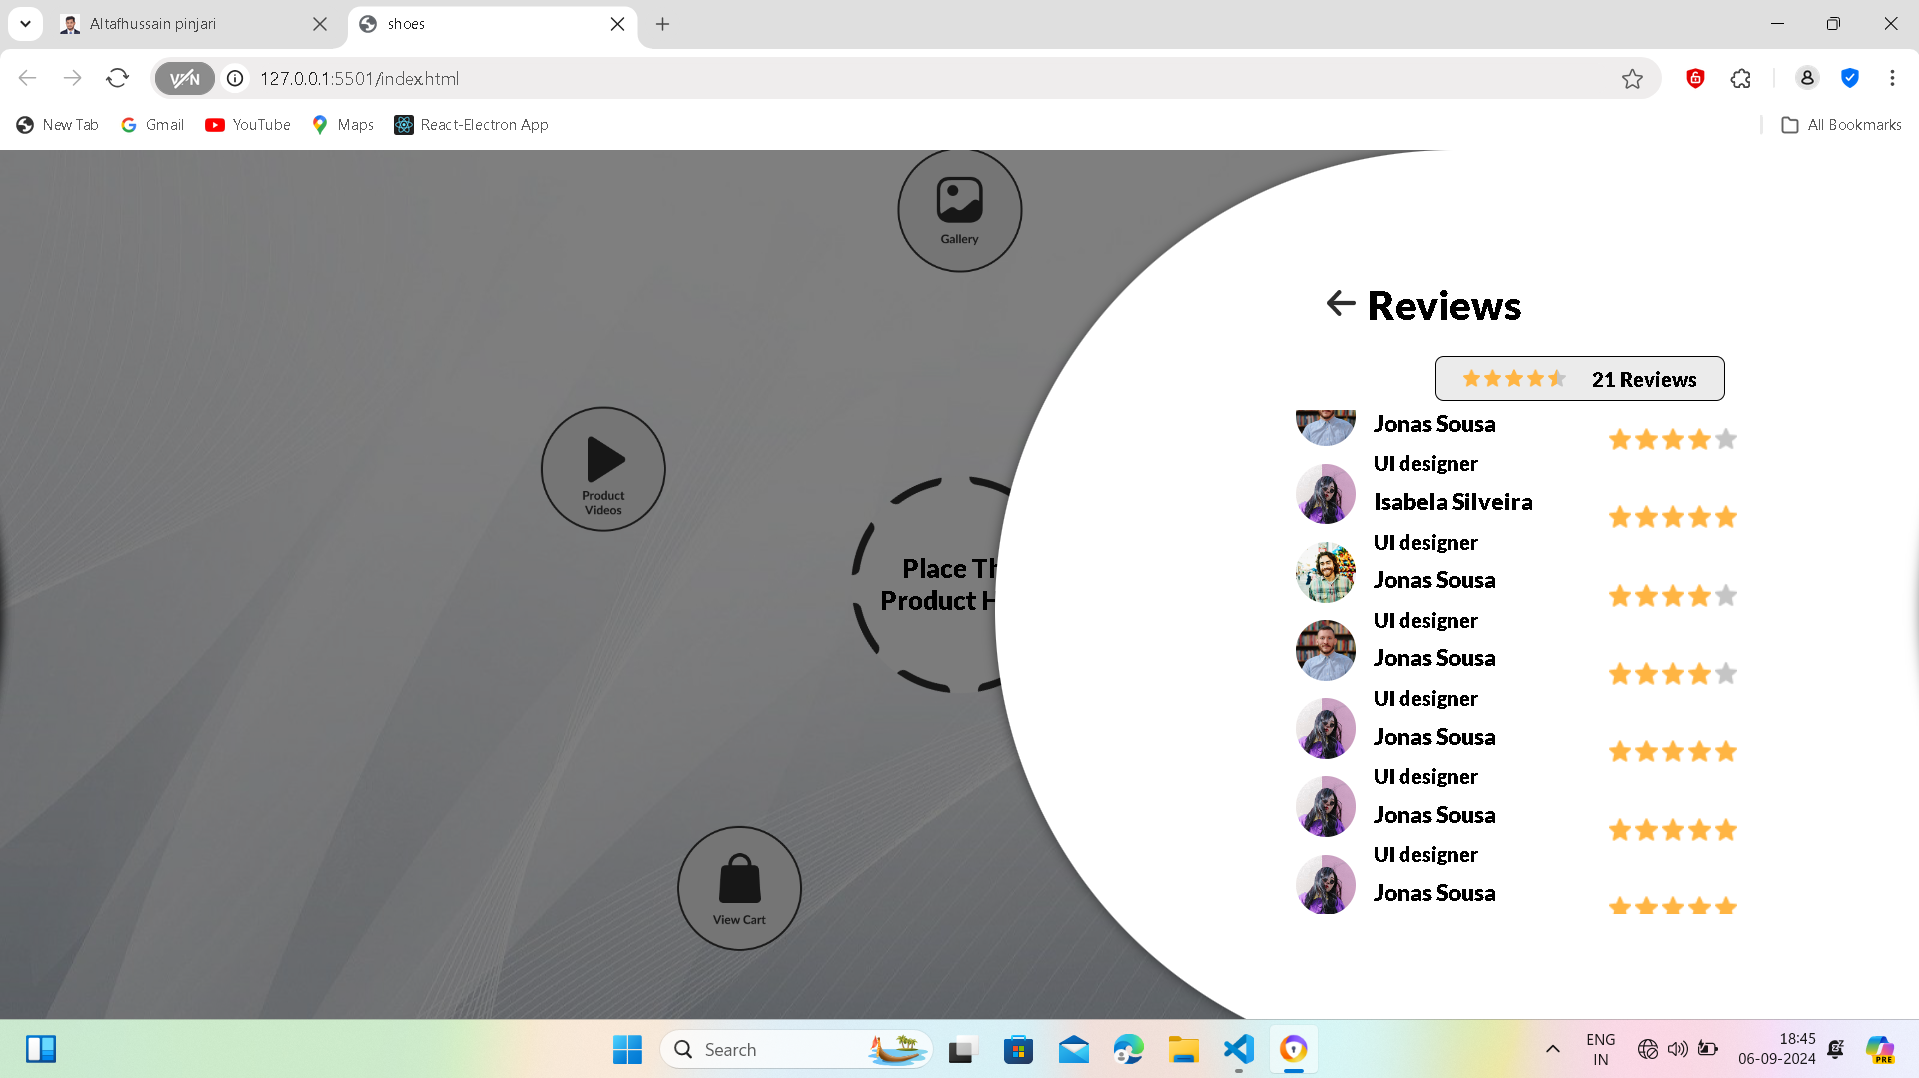 Altafhussain pinjari
shoes
VPN
127.0.0.1:5501/index.html
New Tab
Gmail
YouTube
Maps
React-Electron App
All Bookmarks
Gallery
Product
Videos
Place Th
Product H
View Cart
Reviews
21 Reviews
Jonas Sousa
UI designer
Isabela Silveira
UI designer
Jonas Sousa
UI designer
Jonas Sousa
UI designer
Jonas Sousa
UI designer
Jonas Sousa
UI designer
Jonas Sousa
Search
ENG
IN
18:45
06-09-2024
PRE